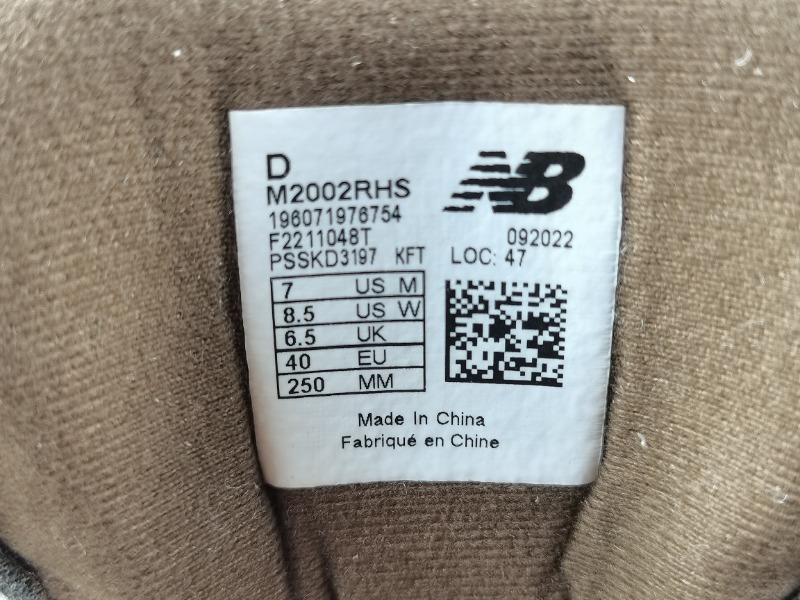 D
M2002RHS
196071976754
F2211048T
092022
PSSKD3197 KFT
LOC: 47
NB
7 US M
8.5 US W
6.5 UK
40 EU
250 MM
Made In China
Fabriqué en Chine